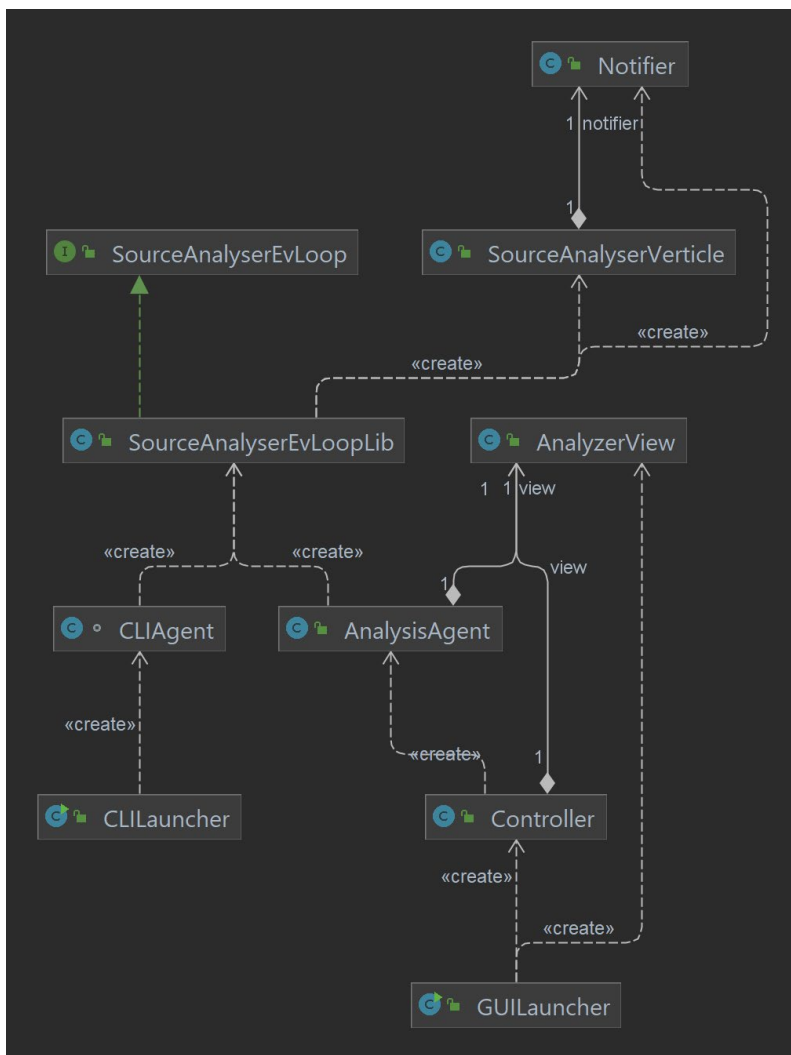 C Notifier
1 notifier
1
I SourceAnalyserEvLoop
C SourceAnalyserVerticle
«create»
«create»
C SourceAnalyserEvLoopLib
C AnalyzerView
1 1 view
«create» «create»
view
1
C CLIAgent
C AnalysisAgent
«create»
«create»
1
C CLILauncher
C Controller
«create»
«create»
C GUILauncher